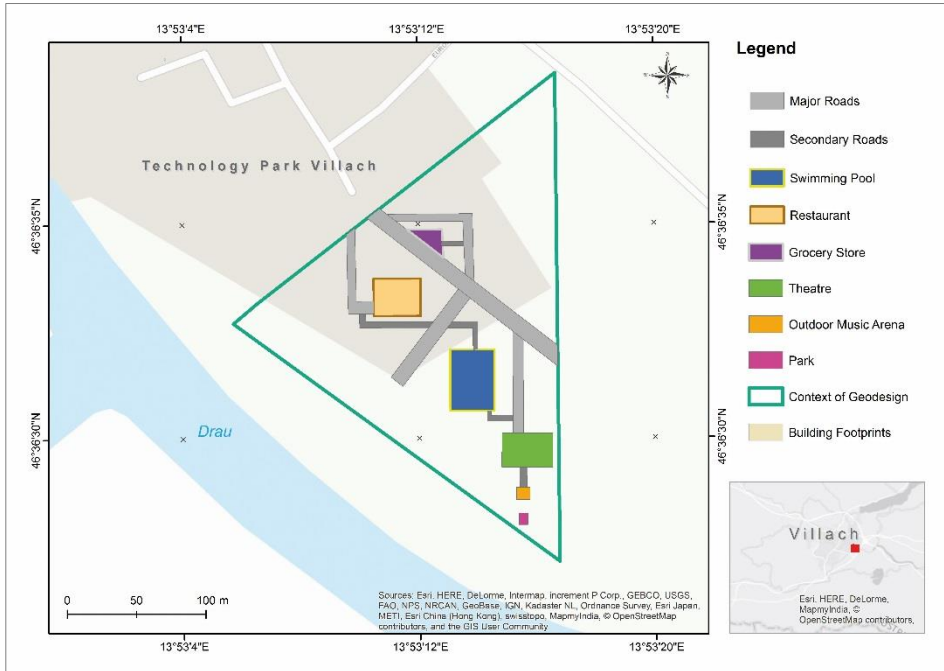 13°53'4"E
13°53'12"E
13°53'20"E
Legend
Major Roads
Secondary Roads
Swimming Pool
Restaurant
Grocery Store
Theatre
Outdoor Music Arena
Park
Context of Geodesign
Building Footprints
Technology Park Villach
46°36'35"N
46°36'35"N
46°36'30"N
46°36'30"N
Drau
0 50 100 m
Sources: Esri, HERE, DeLorme, Intermap, increment P Corp., GEBCO, USGS,
FAO, NPS, NRCAN, GeoBase, IGN, Kadaster NL, Ordnance Survey, Esri Japan,
METI, Esri China (Hong Kong), swisstopo, MapmyIndia, © OpenStreetMap
contributors, and the GIS User Community
13°53'4"E
13°53'12"E
13°53'20"E
Villach
Esri, HERE, DeLorme,
MapmyIndia, ©
OpenStreetMap
contributors,